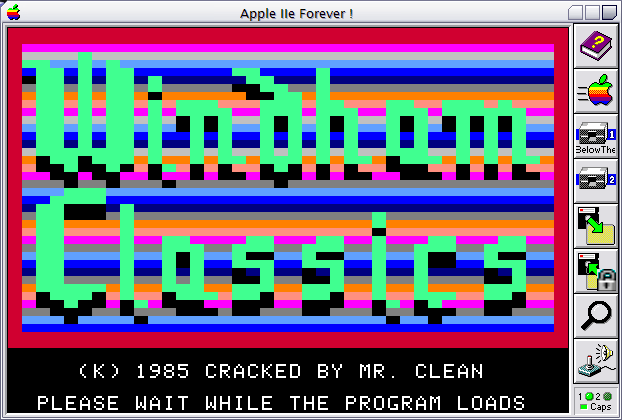 Apple IIe Forever !
Windham
Classics
(K) 1985 CRACKED BY MR. CLEAN
PLEASE WAIT WHILE THE PROGRAM LOADS
?
1
BelowThe
2
1 2
Caps